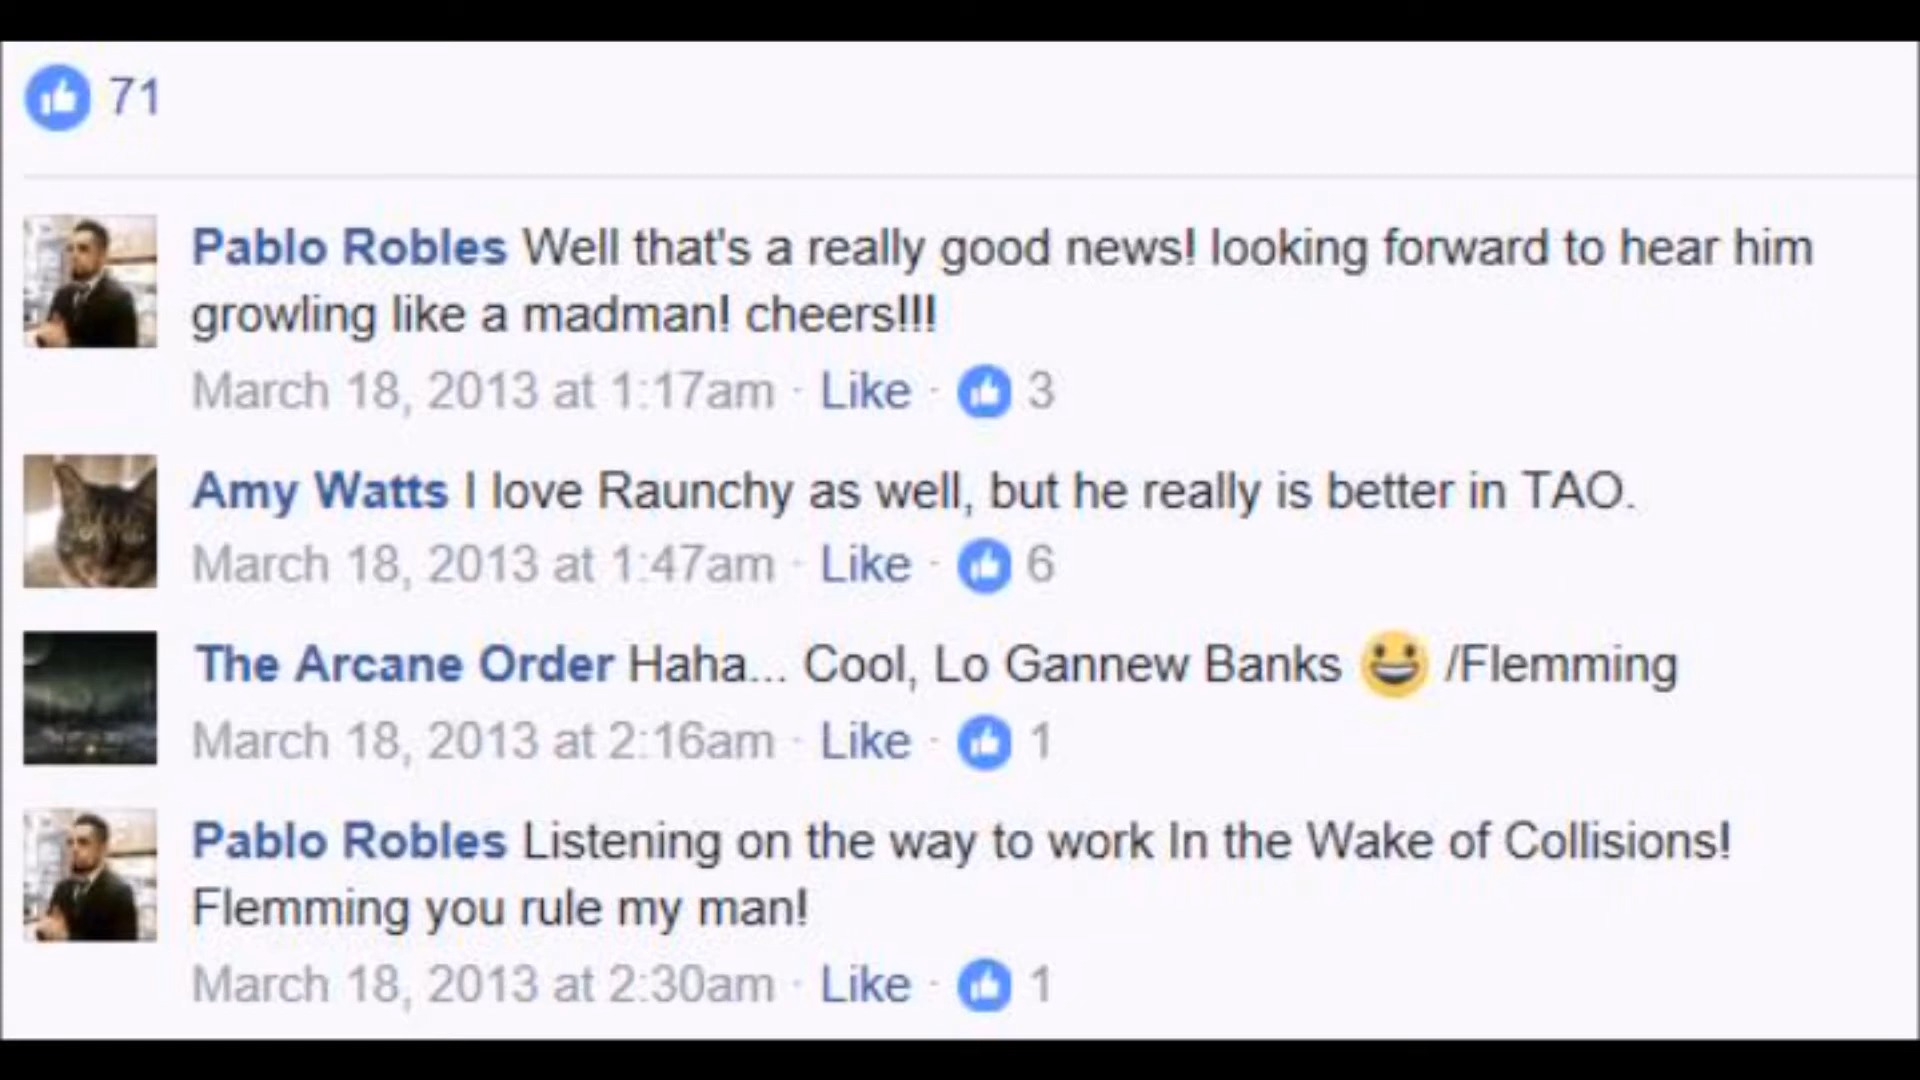 71
Pablo Robles Well that's a really good news! looking forward to hear him
growling like a madman! cheers!!!
March 18, 2013 at 1:17am · Like · 3
Amy Watts I love Raunchy as well, but he really is better in TAO.
March 18, 2013 at 1:47am · Like · 6
The Arcane Order Haha... Cool, Lo Gannew Banks 😀 /Flemming
March 18, 2013 at 2:16am · Like · 1
Pablo Robles Listening on the way to work In the Wake of Collisions!
Flemming you rule my man!
March 18, 2013 at 2:30am · Like · 1